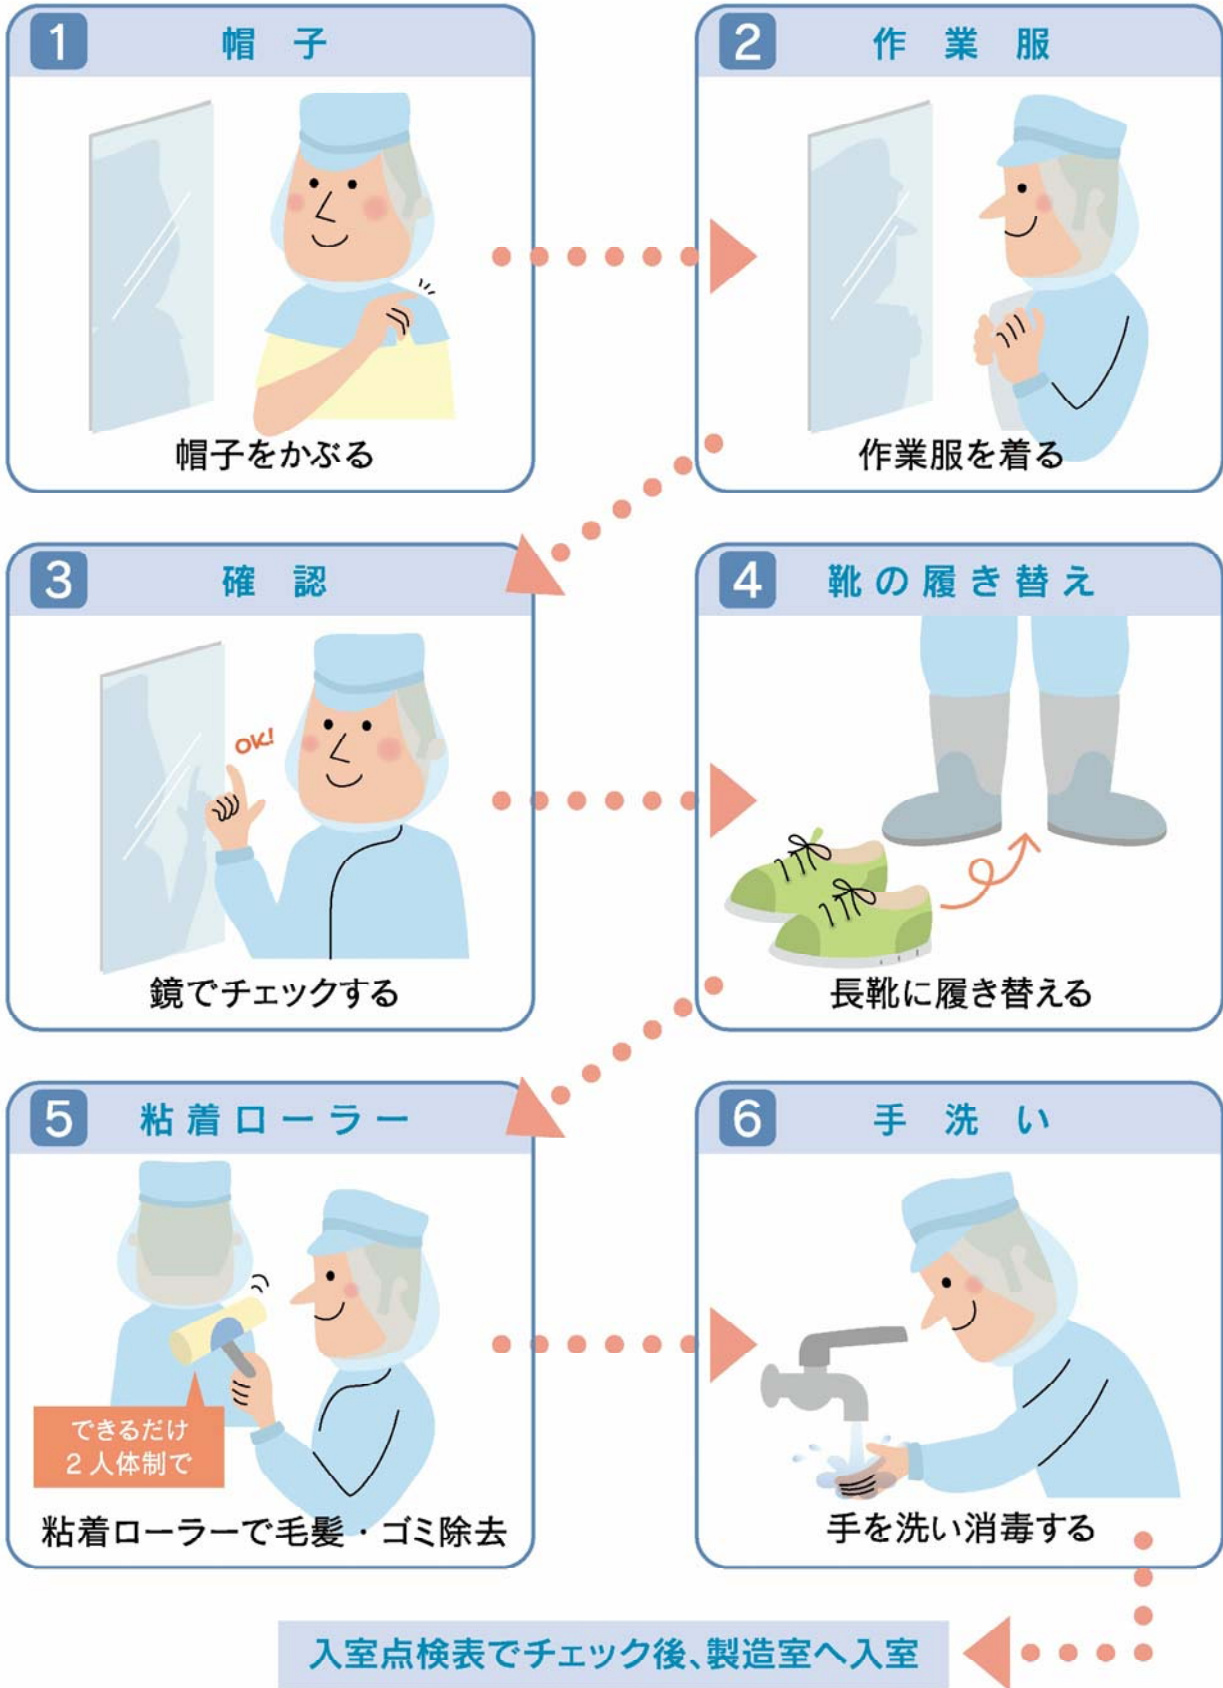 1
帽子
帽子をかぶる
2
作業服
作業服を着る
3
確認
OK!
鏡でチェックする
4
靴の履き替え
長靴に履き替える
5
粘着ローラー
できるだけ
2人体制で
粘着ローラーで毛髪・ゴミ除去
6
手洗い
手を洗い消毒する
入室点検表でチェック後、製造室へ入室